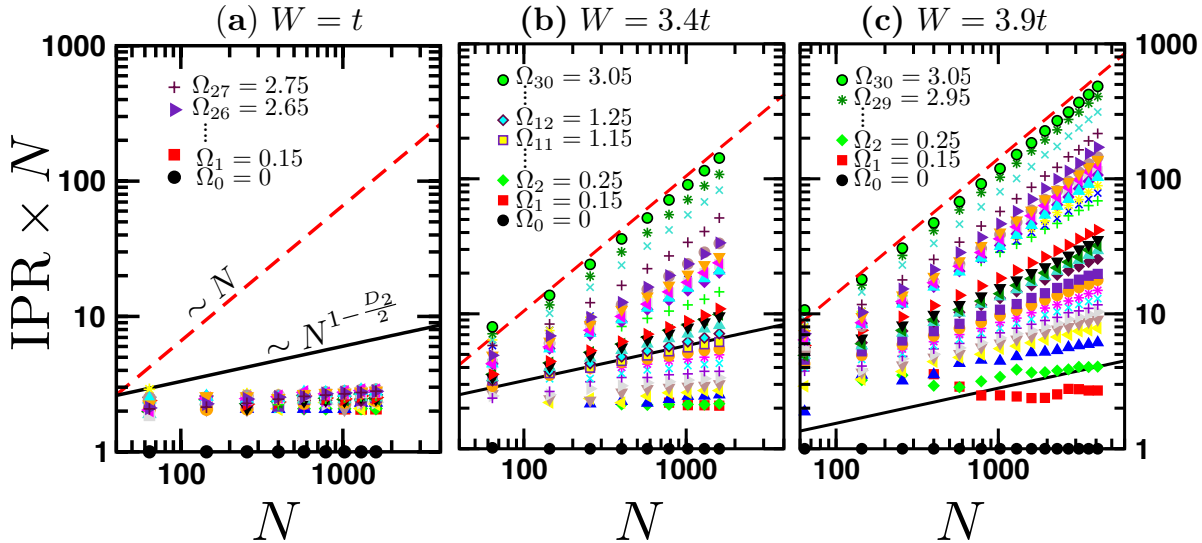 (a) W = t
(b) W = 3.4t
(c) W = 3.9t
IPR × N
1000
100
10
1
Ω₂₇ = 2.75
Ω₂₆ = 2.65
Ω₁ = 0.15
Ω₀ = 0
∼ N
∼ N^{1−\frac{D_2}{2}}
100
1000
N
Ω₃₀ = 3.05
Ω₁₂ = 1.25
Ω₁₁ = 1.15
Ω₂ = 0.25
Ω₁ = 0.15
Ω₀ = 0
100
1000
N
Ω₃₀ = 3.05
Ω₂₉ = 2.95
Ω₂ = 0.25
Ω₁ = 0.15
Ω₀ = 0
1000
N
1000
100
10
1